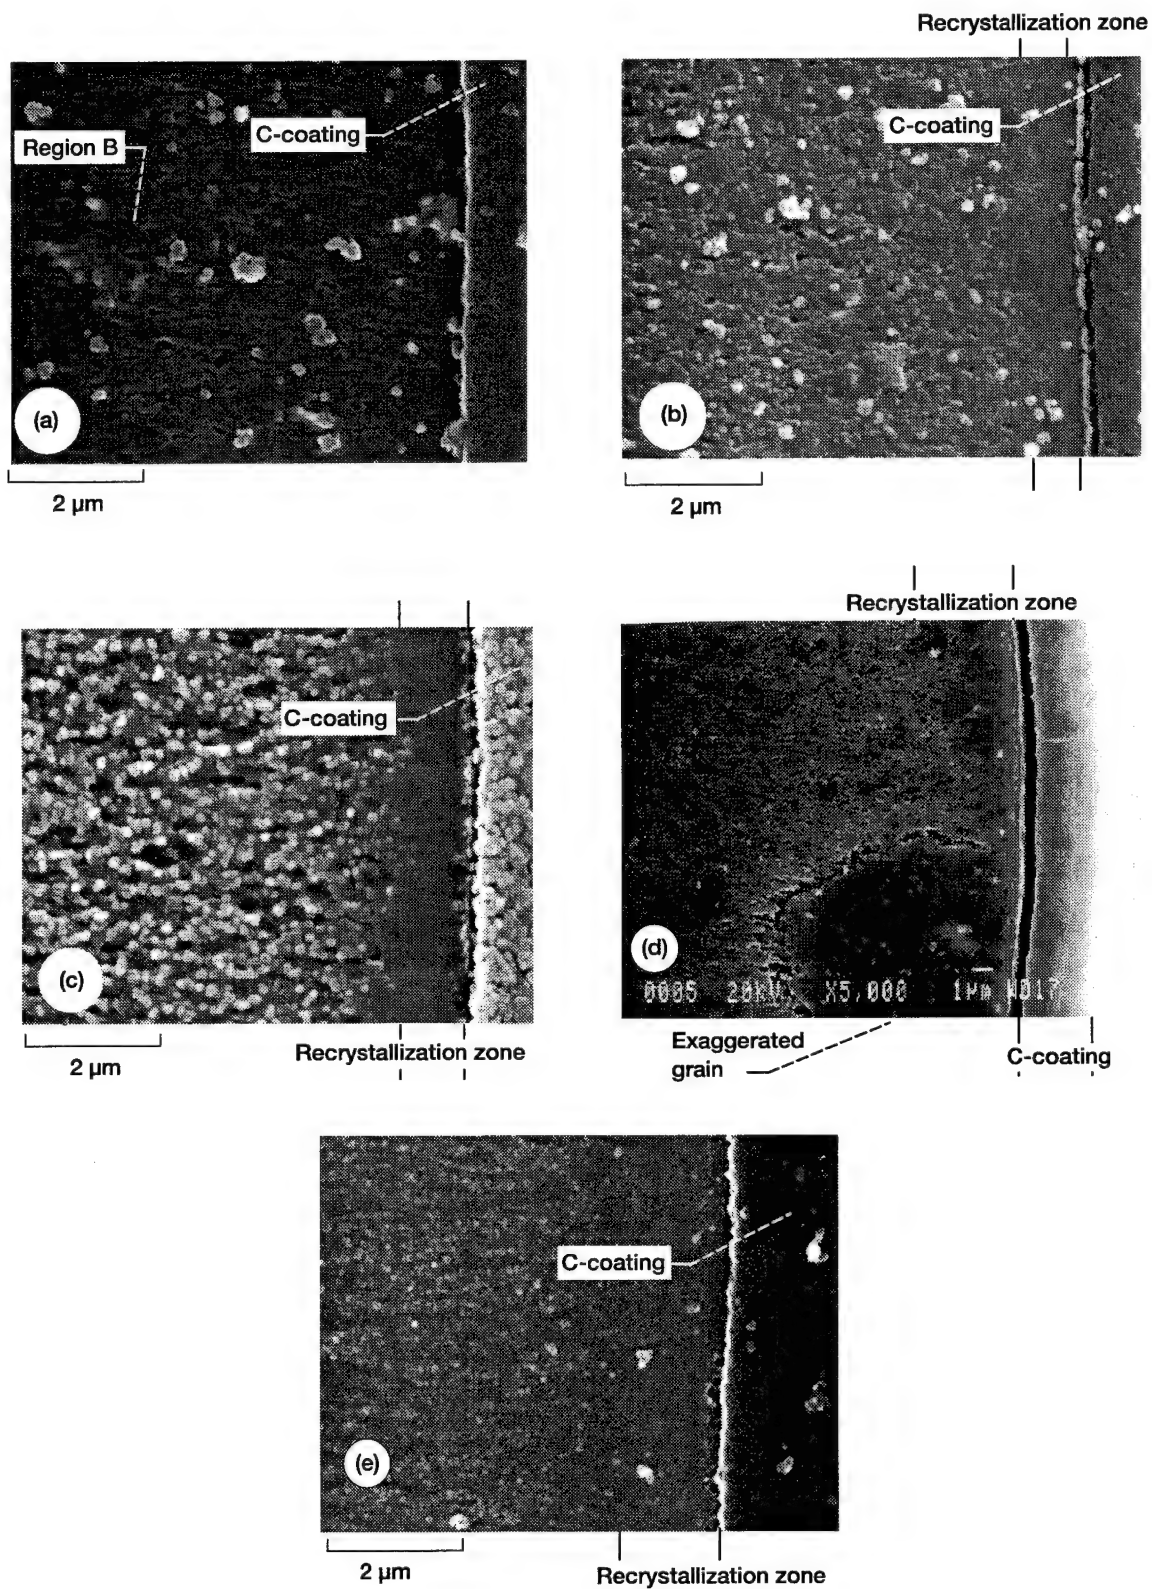 Recrystallization zone
C-coating
Region B
(a)
2 µm
C-coating
(b)
2 µm
C-coating
(c)
2 µm
Recrystallization zone
Recrystallization zone
(d)
0005 20kV X5,000 1µm WD17
Exaggerated
grain
C-coating
C-coating
(e)
2 µm
Recrystallization zone